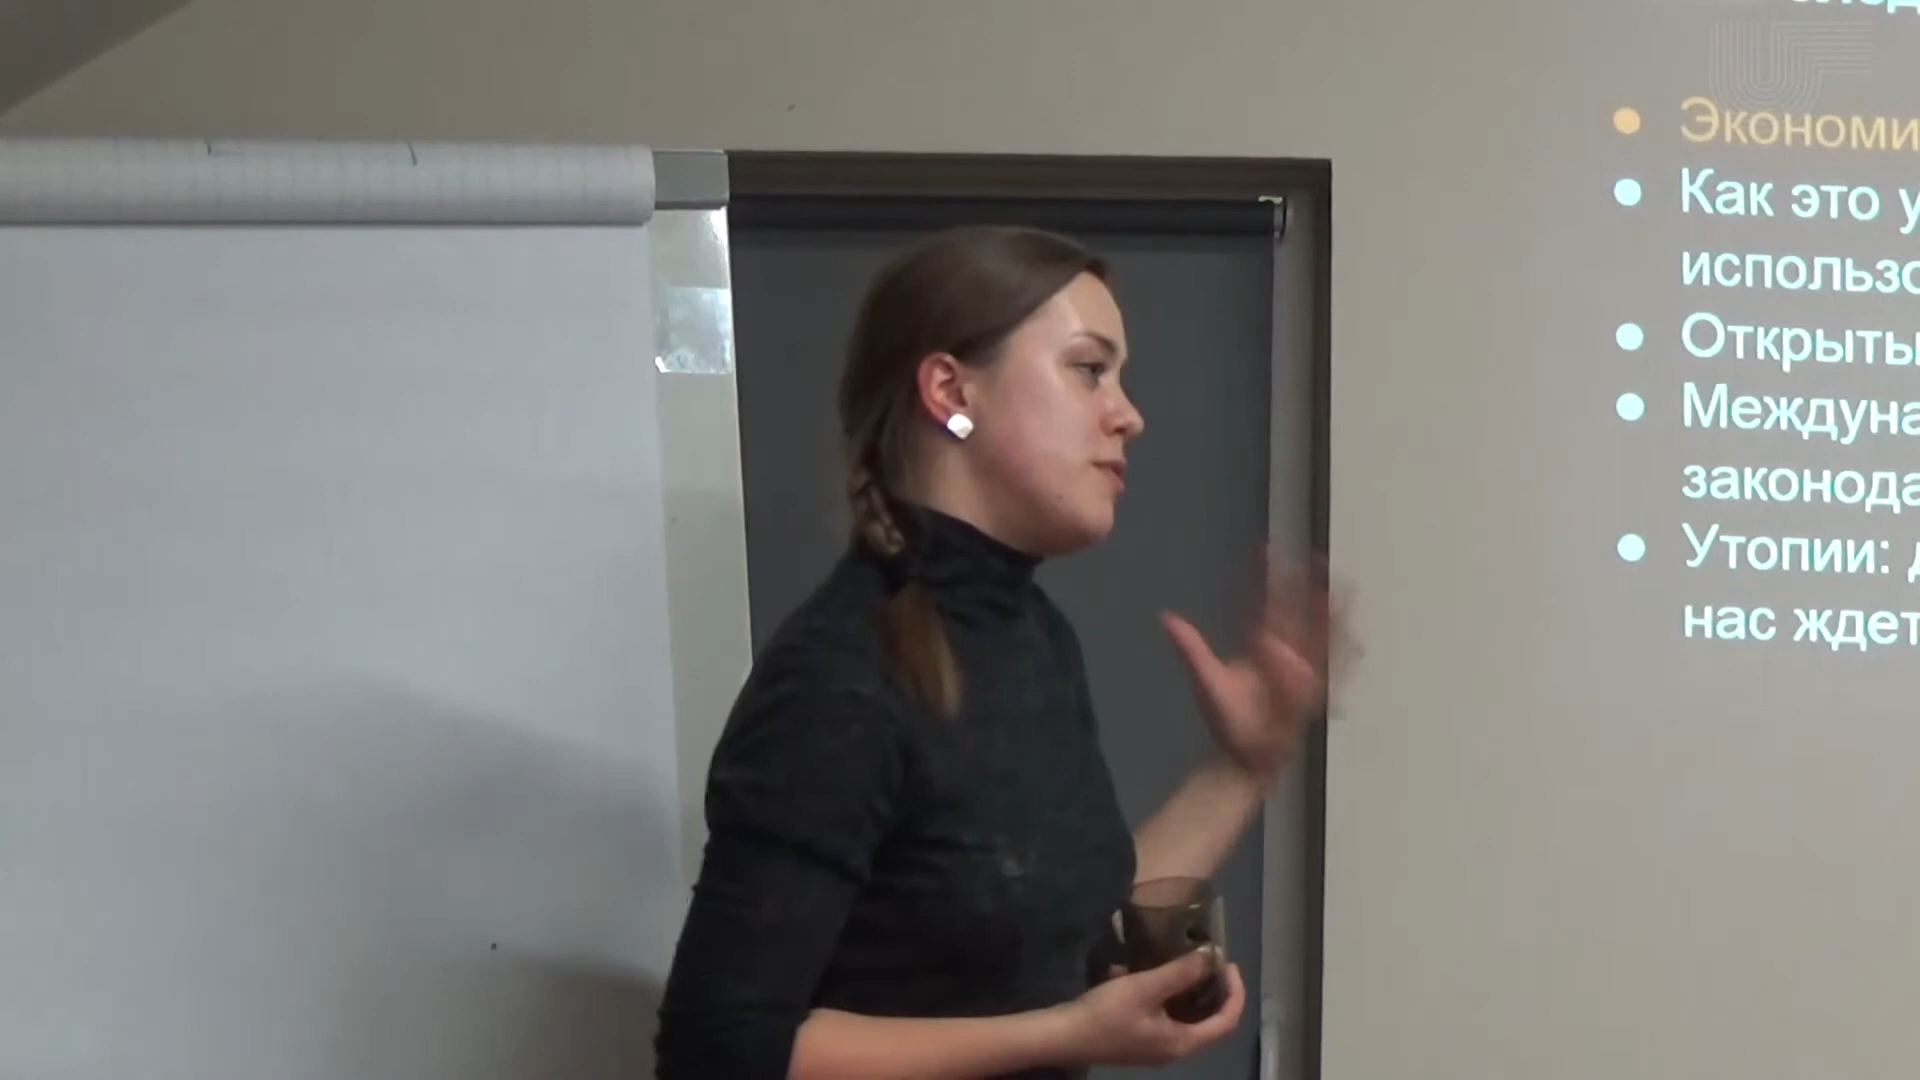 Экономи
Как это у
использо
Открыты
Междуна
законода
Утопии: д
нас ждет